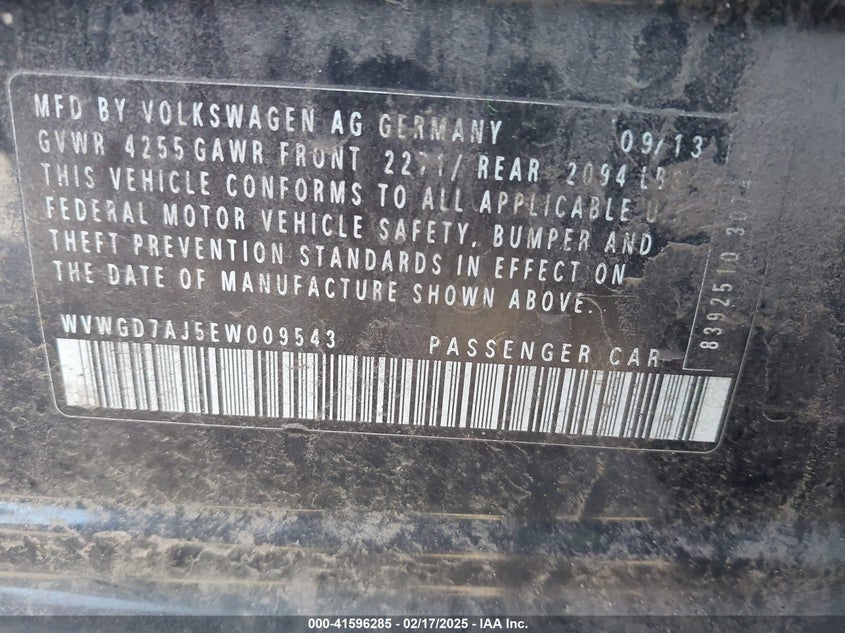 MFD BY VOLKSWAGEN AG GERMANY 09/13
GVWR 4255 GAWR FRONT 2271/ REAR 2094
THIS VEHICLE CONFORMS TO ALL APPLICABLE
FEDERAL MOTOR VEHICLE SAFETY, BUMPER AND
THEFT PREVENTION STANDARDS IN EFFECT ON
THE DATE OF MANUFACTURE SHOWN ABOVE.
WVWGD7AJ5EW009543 PASSENGER CAR
8392510
000-41596285 - 02/17/2025 - IAA Inc.